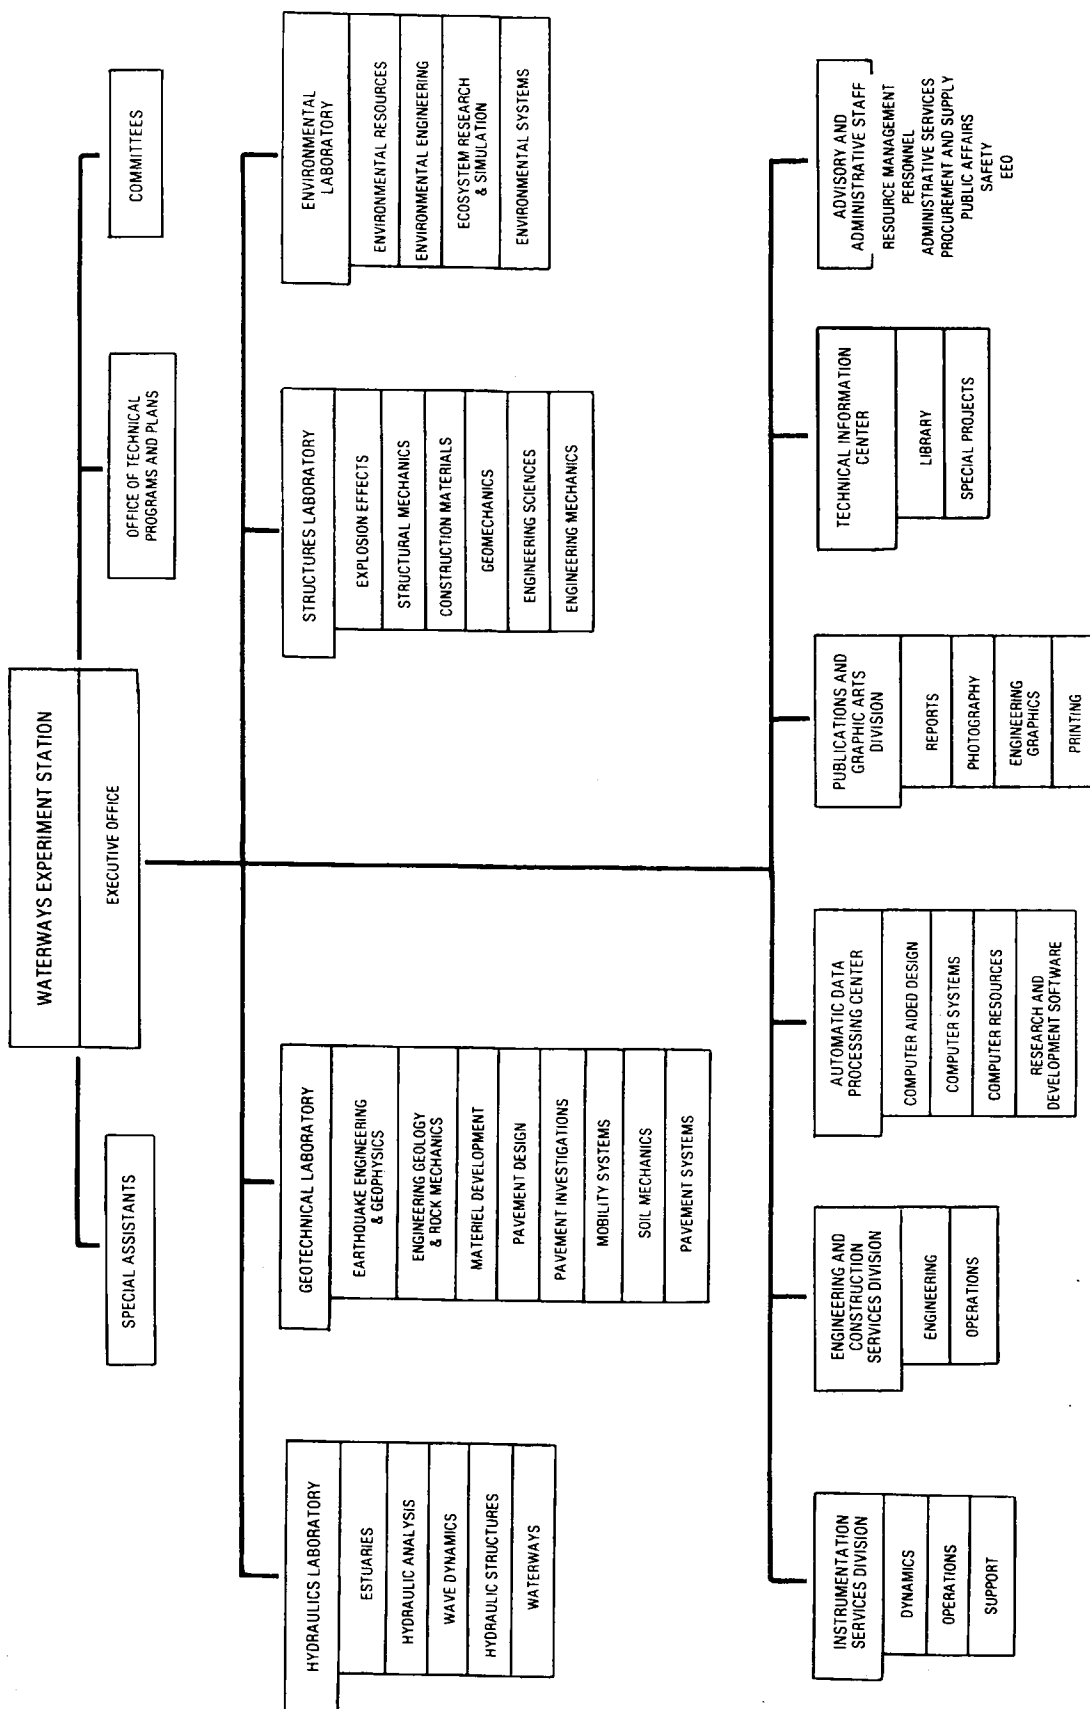 WATERWAYS EXPERIMENT STATION
EXECUTIVE OFFICE
SPECIAL ASSISTANTS
OFFICE OF TECHNICAL
PROGRAMS AND PLANS
COMMITTEES
HYDRAULICS LABORATORY
ESTUARIES
HYDRAULIC ANALYSIS
WAVE DYNAMICS
HYDRAULIC STRUCTURES
WATERWAYS
GEOTECHNICAL LABORATORY
EARTHQUAKE ENGINEERING
& GEOPHYSICS
ENGINEERING GEOLOGY
& ROCK MECHANICS
MATERIEL DEVELOPMENT
PAVEMENT DESIGN
PAVEMENT INVESTIGATIONS
MOBILITY SYSTEMS
SOIL MECHANICS
PAVEMENT SYSTEMS
STRUCTURES LABORATORY
EXPLOSION EFFECTS
STRUCTURAL MECHANICS
CONSTRUCTION MATERIALS
GEOMECHANICS
ENGINEERING SCIENCES
ENGINEERING MECHANICS
ENVIRONMENTAL
LABORATORY
ENVIRONMENTAL RESOURCES
ENVIRONMENTAL ENGINEERING
ECOSYSTEM RESEARCH
& SIMULATION
ENVIRONMENTAL SYSTEMS
INSTRUMENTATION
SERVICES DIVISION
DYNAMICS
OPERATIONS
SUPPORT
ENGINEERING AND
CONSTRUCTION
SERVICES DIVISION
ENGINEERING
OPERATIONS
AUTOMATIC DATA
PROCESSING CENTER
COMPUTER AIDED DESIGN
COMPUTER SYSTEMS
COMPUTER RESOURCES
RESEARCH AND
DEVELOPMENT SOFTWARE
PUBLICATIONS AND
GRAPHIC ARTS
DIVISION
REPORTS
PHOTOGRAPHY
ENGINEERING
GRAPHICS
PRINTING
TECHNICAL INFORMATION
CENTER
LIBRARY
SPECIAL PROJECTS
ADVISORY AND
ADMINISTRATIVE STAFF
RESOURCE MANAGEMENT
PERSONNEL
ADMINISTRATIVE SERVICES
PROCUREMENT AND SUPPLY
PUBLIC AFFAIRS
SAFETY
EEO